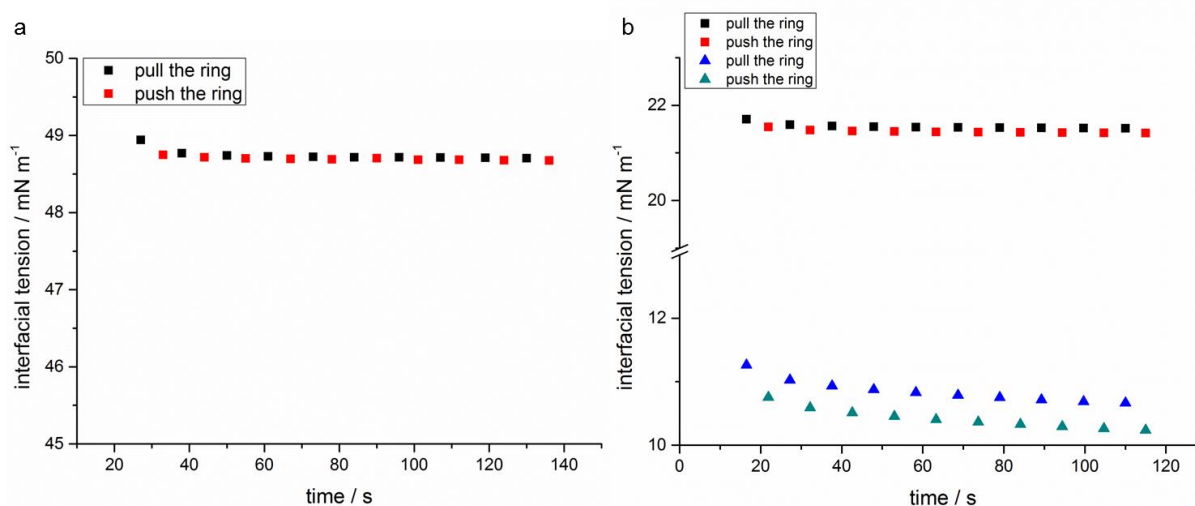 a
pull the ring
push the ring
50
49
48
47
46
45
interfacial tension / mN m⁻¹
20 40 60 80 100 120 140
time / s
b
pull the ring
push the ring
pull the ring
push the ring
22
20
12
10
interfacial tension / mN m⁻¹
0 20 40 60 80 100 120
time / s